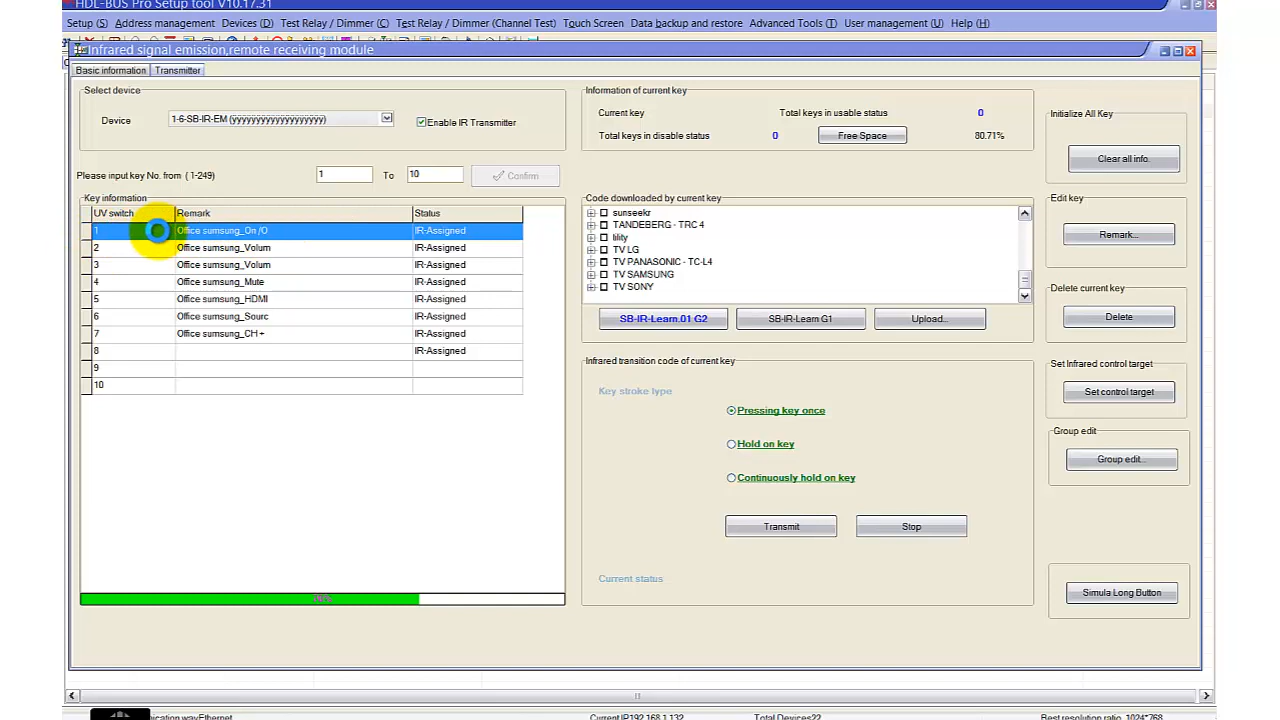 HDL-BUS Pro Setup tool V10.17.31
Setup (S) Address management Devices (D) Test Relay / Dimmer (C) Test Relay / Dimmer (Channel Test) Touch Screen Data backup and restore Advanced Tools (T) User management (U) Help (H)
Infrared signal emission,remote receiving module
Basic information Transmitter
Select device
Device 1-6-SB-IR-EM (ÿÿÿÿÿÿÿÿÿÿÿÿÿÿÿÿÿÿÿ) Enable IR Transmitter
Please input key No. from ( 1-249) 1 To 10 Confirm
Key information
UV switch Remark Status
1 Office sumsung_On /O IR-Assigned
2 Office sumsung_Volum IR-Assigned
3 Office sumsung_Volum IR-Assigned
4 Office sumsung_Mute IR-Assigned
5 Office sumsung_HDMI IR-Assigned
6 Office sumsung_Sourc IR-Assigned
7 Office sumsung_CH + IR-Assigned
8 IR-Assigned
9
10
Information of current key
Current key Total keys in usable status 0
Total keys in disable status 0 Free Space 80.71%
Code downloaded by current key
sunseekr
TANDEBERG - TRC 4
tility
TV LG
TV PANASONIC - TC-L4
TV SAMSUNG
TV SONY
SB-IR-Learn.01 G2 SB-IR-Learn G1 Upload..
Infrared transition code of current key
Key stroke type
Pressing key once
Hold on key
Continuously hold on key
Transmit Stop
Current status
Initialize All Key
Clear all info.
Edit key
Remark...
Delete current key
Delete
Set Infrared control target
Set control target
Group edit
Group edit...
Simula Long Button
nication wayEthernet Current IP192.168.1.132 Total Devices22 Best resolution ratio, 1024*768